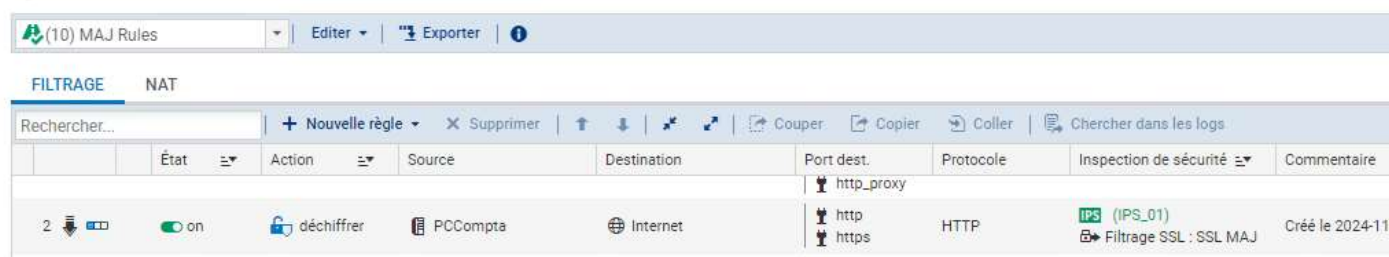 (10) MAJ Rules Editer Exporter
FILTRAGE NAT
Rechercher... Nouvelle règle Supprimer Couper Copier Coller Chercher dans les logs
État Action Source Destination Port dest. Protocole Inspection de sécurité Commentaire
http_proxy
2 on déchiffrer PCCompta Internet http HTTP IPS (IPS_01) Créé le 2024-11
https Filtrage SSL : SSL MAJ